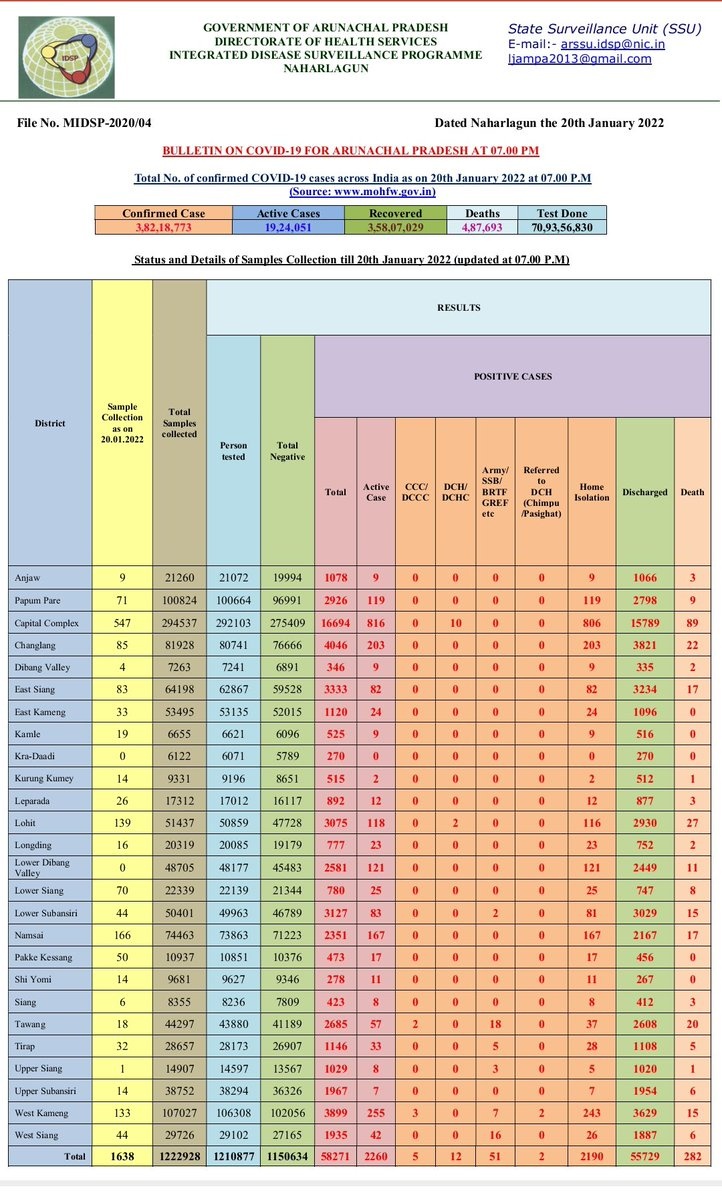 IDSP
GOVERNMENT OF ARUNACHAL PRADESH
DIRECTORATE OF HEALTH SERVICES
INTEGRATED DISEASE SURVEILLANCE PROGRAMME
NAHARLAGUN
State Surveillance Unit (SSU)
E-mail:- arssu.idsp@nic.in
ljampa2013@gmail.com
File No. MIDSP-2020/04 Dated Naharlagun the 20th January 2022
BULLETIN ON COVID-19 FOR ARUNACHAL PRADESH AT 07.00 PM
Total No. of confirmed COVID-19 cases across India as on 20th January 2022 at 07.00 P.M
(Source: www.mohfw.gov.in)
Confirmed Case Active Cases Recovered Deaths Test Done
3,82,18,773 19,24,051 3,58,07,029 4,87,693 70,93,56,830
Status and Details of Samples Collection till 20th January 2022 (updated at 07.00 P.M)
District
Sample
Collection
as on
20.01.2022
Total
Samples
collected
RESULTS
Person
tested
Total
Negative
POSITIVE CASES
Total
Active
Case
CCC/
DCCC
DCH/
DCHC
Army/
SSB/
BRTF
GREF
etc
Referred
to
DCH
(Chimpu
/Pasighat)
Home
Isolation
Discharged
Death
Anjaw 9 21260 21072 19994 1078 9 0 0 0 0 9 1066 3
Papum Pare 71 100824 100664 96991 2926 119 0 0 0 0 119 2798 9
Capital Complex 547 294537 292103 275409 16694 816 0 10 0 0 806 15789 89
Changlang 85 81928 80741 76666 4046 203 0 0 0 0 203 3821 22
Dibang Valley 4 7263 7241 6891 346 9 0 0 0 0 9 335 2
East Siang 83 64198 62867 59528 3333 82 0 0 0 0 82 3234 17
East Kameng 33 53495 53135 52015 1120 24 0 0 0 0 24 1096 0
Kamle 19 6655 6621 6096 525 9 0 0 0 0 9 516 0
Kra-Daadi 0 6122 6071 5789 270 0 0 0 0 0 0 270 0
Kurung Kumey 14 9331 9196 8651 515 2 0 0 0 0 2 512 1
Leparada 26 17312 17012 16117 892 12 0 0 0 0 12 877 3
Lohit 139 51437 50859 47728 3075 118 0 2 0 0 116 2930 27
Longding 16 20319 20085 19179 777 23 0 0 0 0 23 752 2
Lower Dibang
Valley 0 48705 48177 45483 2581 121 0 0 0 0 121 2449 11
Lower Siang 70 22339 22139 21344 780 25 0 0 0 0 25 747 8
Lower Subansiri 44 50401 49963 46789 3127 83 0 0 2 0 81 3029 15
Namsai 166 74463 73863 71223 2351 167 0 0 0 0 167 2167 17
Pakke Kessang 50 10937 10851 10376 473 17 0 0 0 0 17 456 0
Shi Yomi 14 9681 9627 9346 278 11 0 0 0 0 11 267 0
Siang 6 8355 8236 7809 423 8 0 0 0 0 8 412 3
Tawang 18 44297 43880 41189 2685 57 2 0 18 0 37 2608 20
Tirap 32 28657 28173 26907 1146 33 0 0 5 0 28 1108 5
Upper Siang 1 14907 14597 13567 1029 8 0 0 3 0 5 1020 1
Upper Subansiri 14 38752 38294 36326 1967 7 0 0 0 0 7 1954 6
West Kameng 133 107027 106308 102056 3899 255 3 0 7 2 243 3629 15
West Siang 44 29726 29102 27165 1935 42 0 0 16 0 26 1887 6
Total 1638 1222928 1210877 1150634 58271 2260 5 12 51 2 2190 55729 282